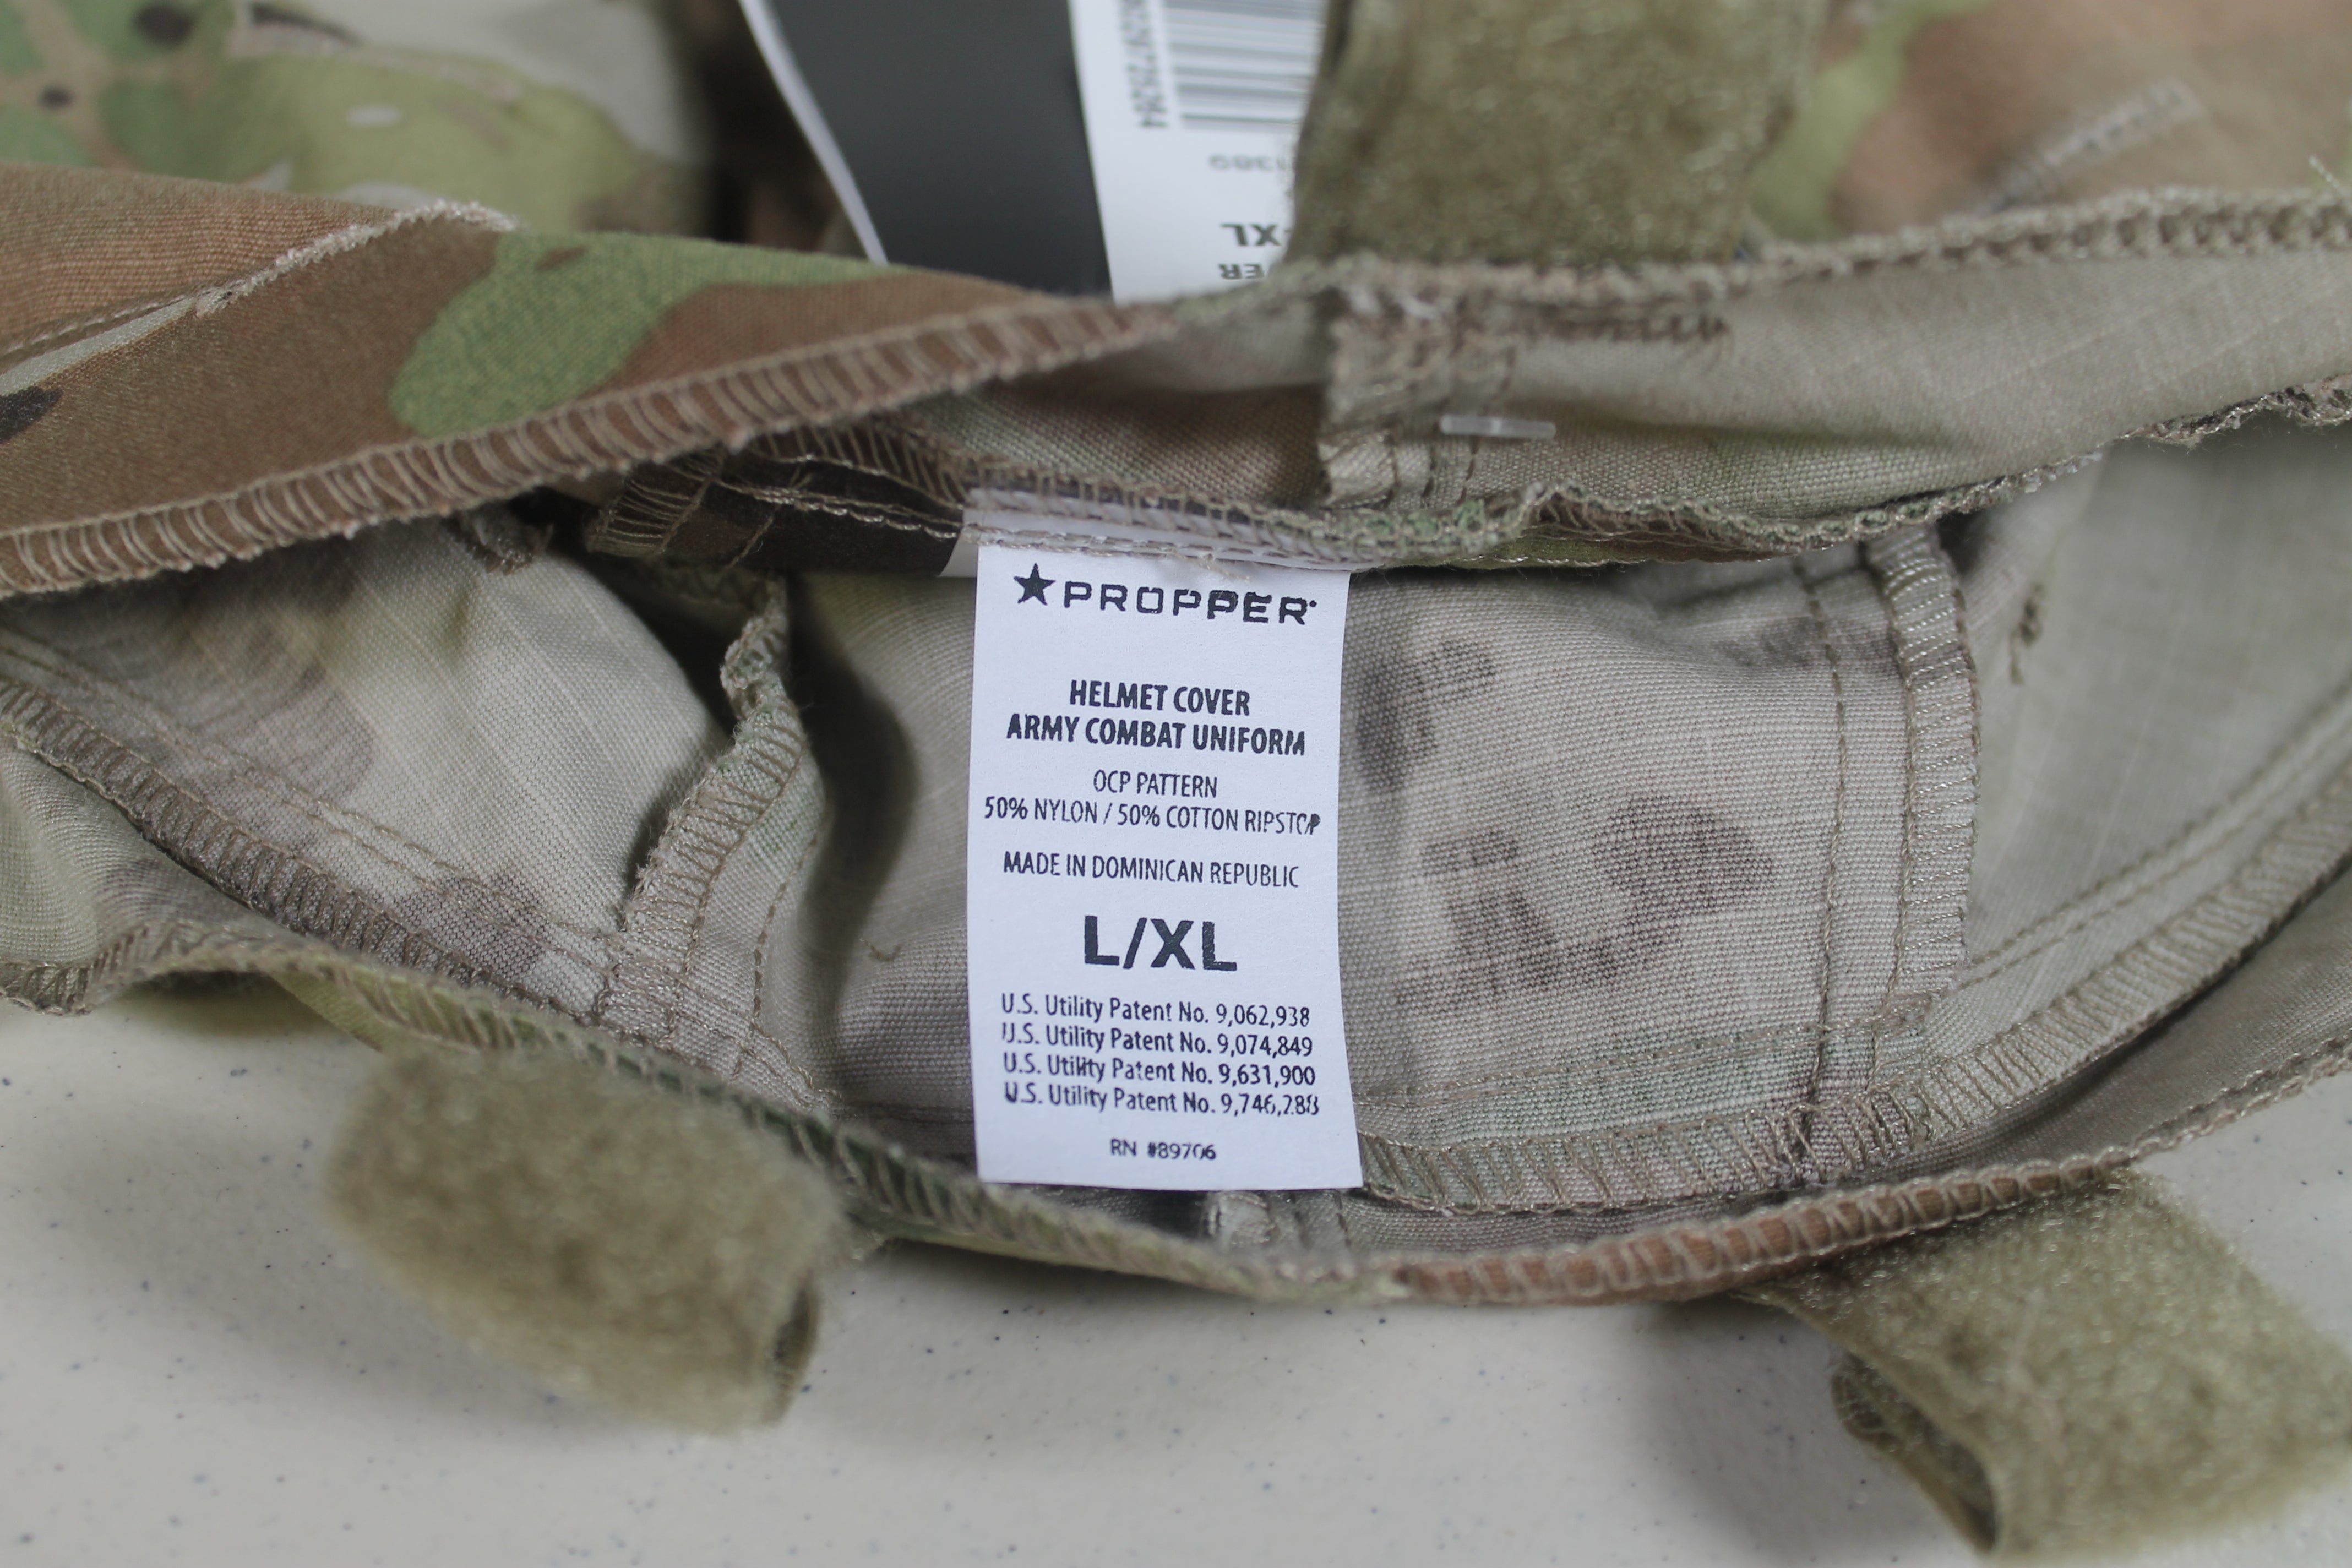 ★PROPPER
HELMET COVER
ARMY COMBAT UNIFORM
OCP PATTERN
50% NYLON / 50% COTTON RIPSTOP
MADE IN DOMINICAN REPUBLIC
L/XL
U.S. Utility Patent No. 9,062,938
U.S. Utility Patent No. 9,074,849
U.S. Utility Patent No. 9,631,900
U.S. Utility Patent No. 9,746,288
RN #89706
XL